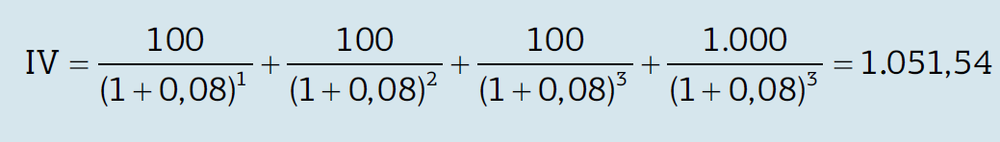 IV = 100/(1+0,08)¹ + 100/(1+0,08)² + 100/(1+0,08)³ + 1.000/(1+0,08)³ = 1.051,54